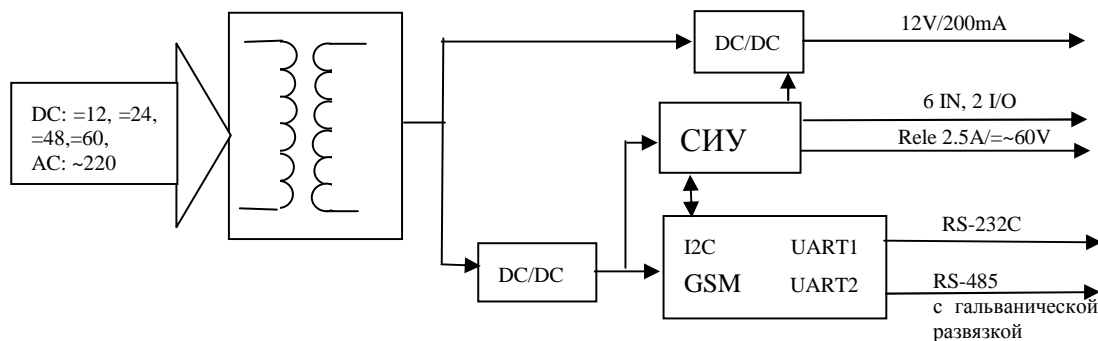 DC: =12, =24,
=48,=60,
AC: ~220
DC/DC
12V/200mA
СИУ
6 IN, 2 I/O
Rele 2.5A/=~60V
DC/DC
I2C UART1
GSM UART2
RS-232C
RS-485
с гальванической
развязкой